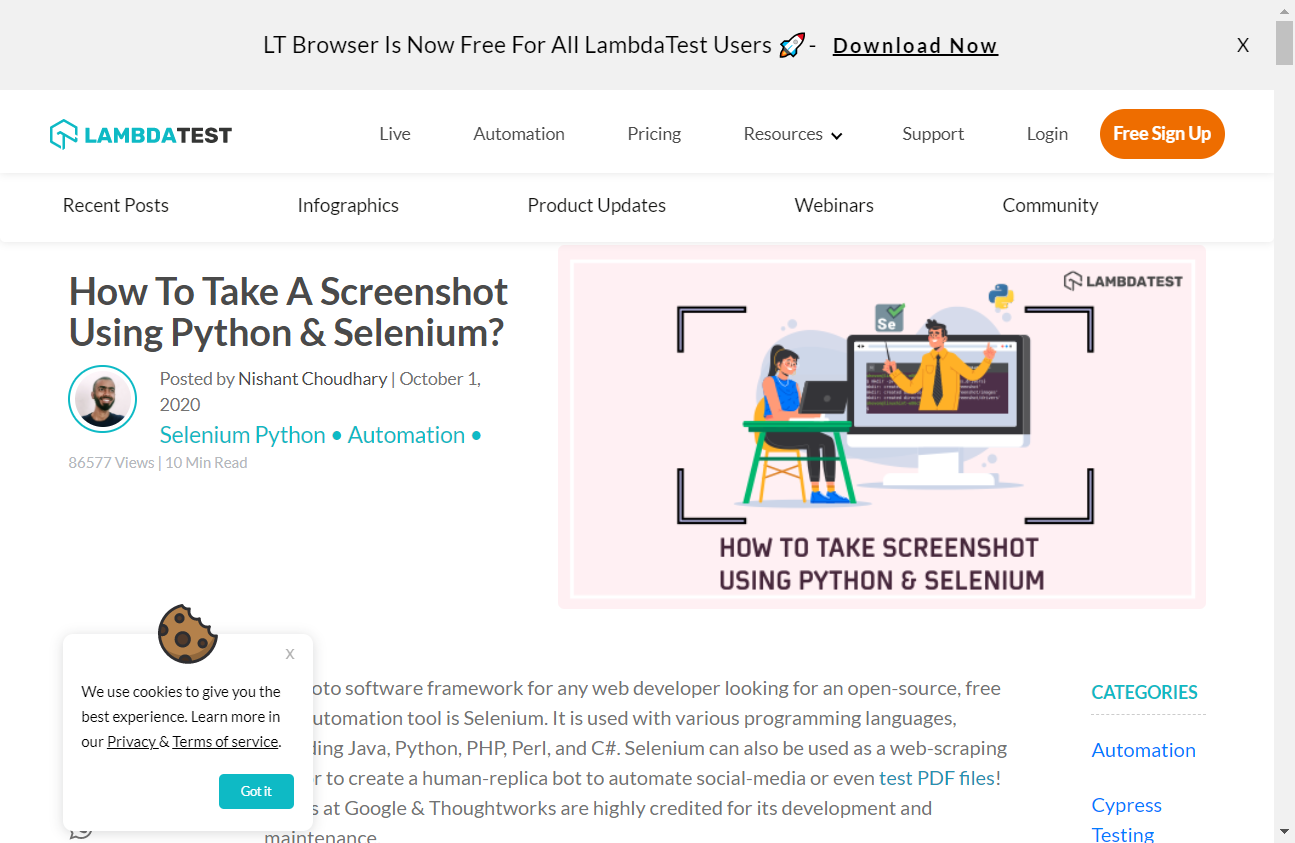 LT Browser Is Now Free For All LambdaTest Users 🚀 - Download Now
X
LAMBDATEST
Live
Automation
Pricing
Resources
Support
Login
Free Sign Up
Recent Posts
Infographics
Product Updates
Webinars
Community
How To Take A Screenshot
Using Python & Selenium?
Posted by Nishant Choudhary | October 1,
2020
Selenium Python • Automation •
86577 Views | 10 Min Read
LAMBDATEST
Se
HOW TO TAKE SCREENSHOT
USING PYTHON & SELENIUM
X
We use cookies to give you the
best experience. Learn more in
our Privacy & Terms of service.
Got it
oto software framework for any web developer looking for an open-source, free
utomation tool is Selenium. It is used with various programming languages,
ding Java, Python, PHP, Perl, and C#. Selenium can also be used as a web-scraping
r to create a human-replica bot to automate social-media or even test PDF files!
s at Google & Thoughtworks are highly credited for its development and
maintenance
CATEGORIES
Automation
Cypress
Testing